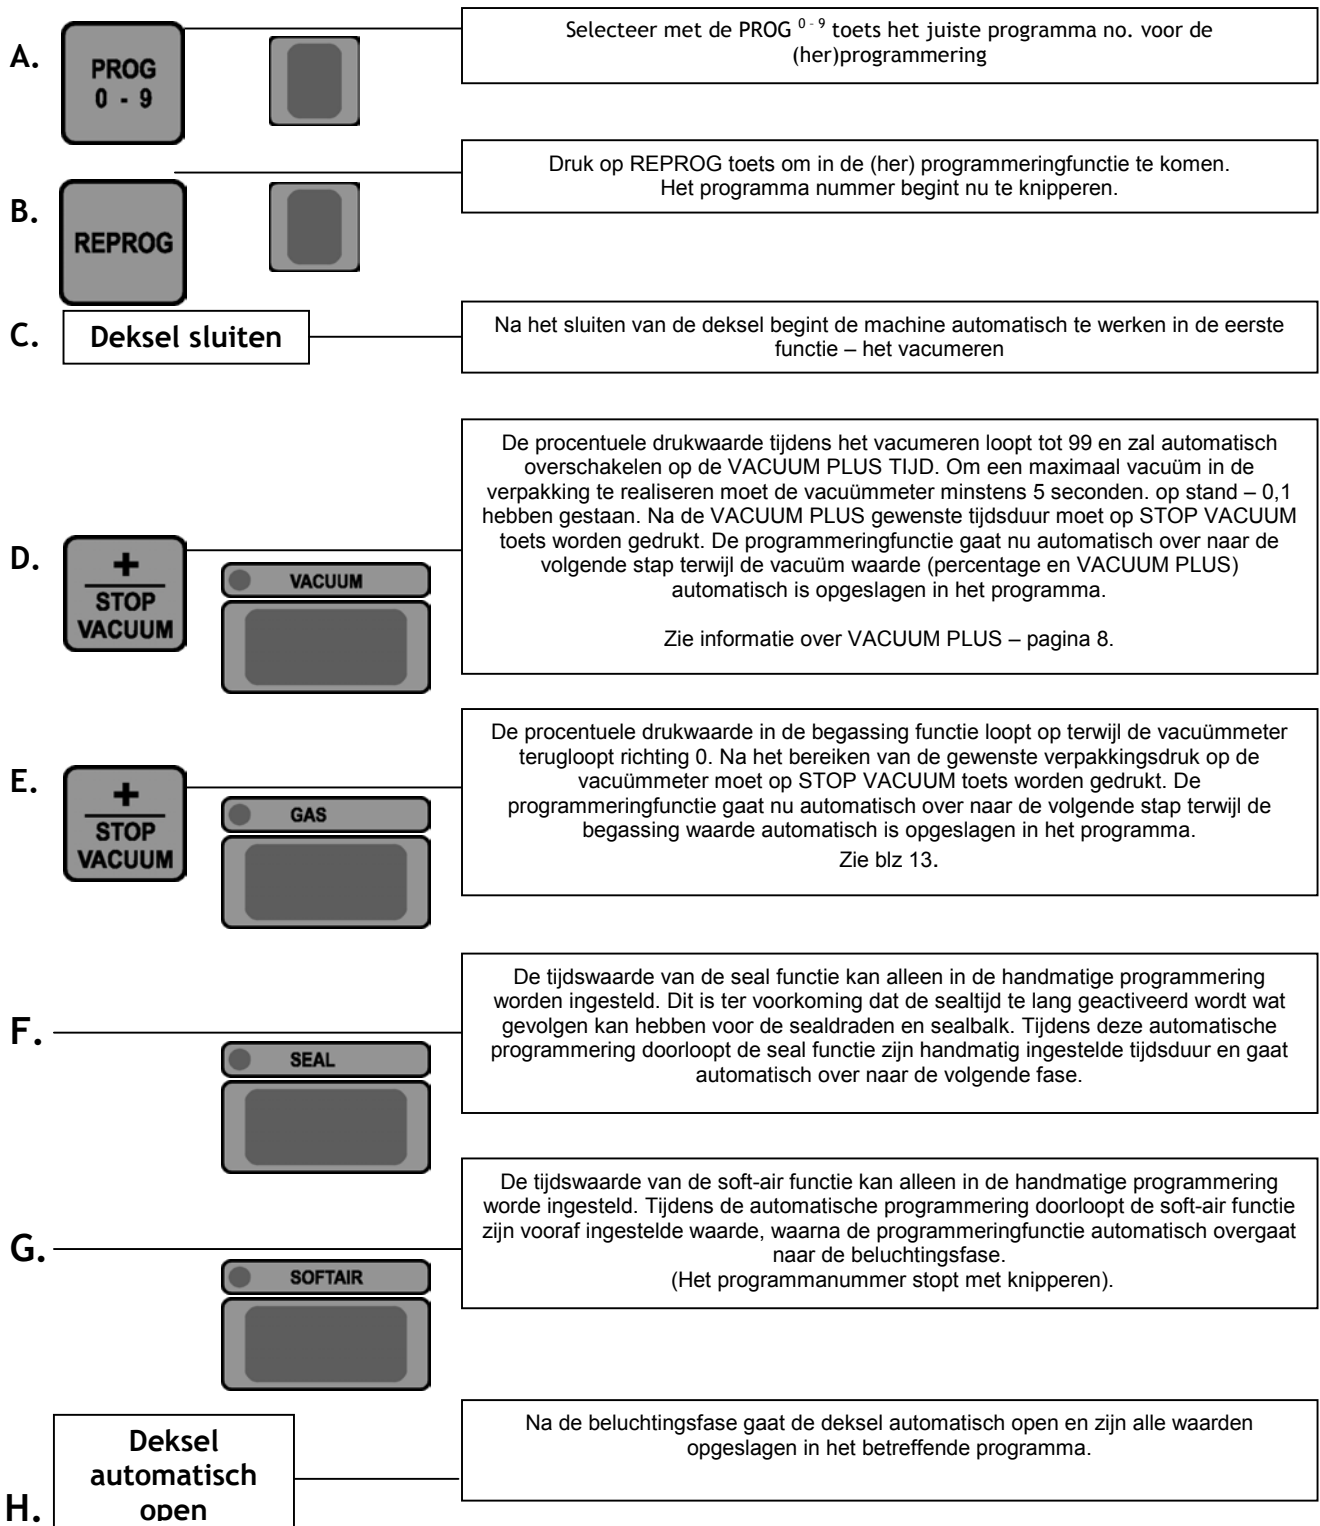 A.
PROG
0 - 9
Selecteer met de PROG 0 - 9 toets het juiste programma no. voor de
(her)programmering
B.
REPROG
Druk op REPROG toets om in de (her) programmeringfunctie te komen.
Het programma nummer begint nu te knipperen.
C.
Deksel sluiten
Na het sluiten van de deksel begint de machine automatisch te werken in de eerste
functie – het vacumeren
D.
+
STOP
VACUUM
VACUUM
De procentuele drukwaarde tijdens het vacumeren loopt tot 99 en zal automatisch
overschakelen op de VACUUM PLUS TIJD. Om een maximaal vacuüm in de
verpakking te realiseren moet de vacuümmeter minstens 5 seconden. op stand – 0,1
hebben gestaan. Na de VACUUM PLUS gewenste tijdsduur moet op STOP VACUUM
toets worden gedrukt. De programmeringfunctie gaat nu automatisch over naar de
volgende stap terwijl de vacuüm waarde (percentage en VACUUM PLUS)
automatisch is opgeslagen in het programma.
Zie informatie over VACUUM PLUS – pagina 8.
E.
+
STOP
VACUUM
GAS
De procentuele drukwaarde in de begassing functie loopt op terwijl de vacuümmeter
terugloopt richting 0. Na het bereiken van de gewenste verpakkingsdruk op de
vacuümmeter moet op STOP VACUUM toets worden gedrukt. De
programmeringfunctie gaat nu automatisch over naar de volgende stap terwijl de
begassing waarde automatisch is opgeslagen in het programma.
Zie blz 13.
F.
SEAL
De tijdswaarde van de seal functie kan alleen in de handmatige programmering
worden ingesteld. Dit is ter voorkoming dat de sealtijd te lang geactiveerd wordt wat
gevolgen kan hebben voor de sealdraden en sealbalk. Tijdens deze automatische
programmering doorloopt de seal functie zijn handmatig ingestelde tijdsduur en gaat
automatisch over naar de volgende fase.
G.
SOFTAIR
De tijdswaarde van de soft-air functie kan alleen in de handmatige programmering
worde ingesteld. Tijdens de automatische programmering doorloopt de soft-air functie
zijn vooraf ingestelde waarde, waarna de programmeringfunctie automatisch overgaat
naar de beluchtingsfase.
(Het programmanummer stopt met knipperen).
H.
Deksel
automatisch
open
Na de beluchtingsfase gaat de deksel automatisch open en zijn alle waarden
opgeslagen in het betreffende programma.